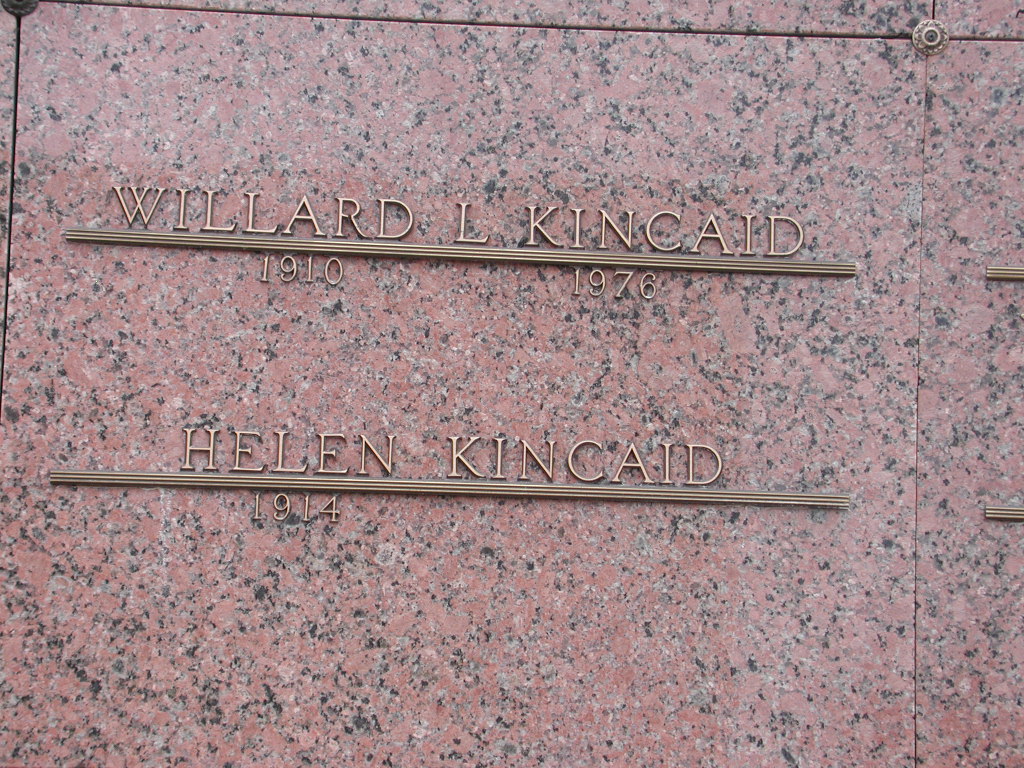 WILLARD L KINCAID
1910 1976
HELEN KINCAID
1914